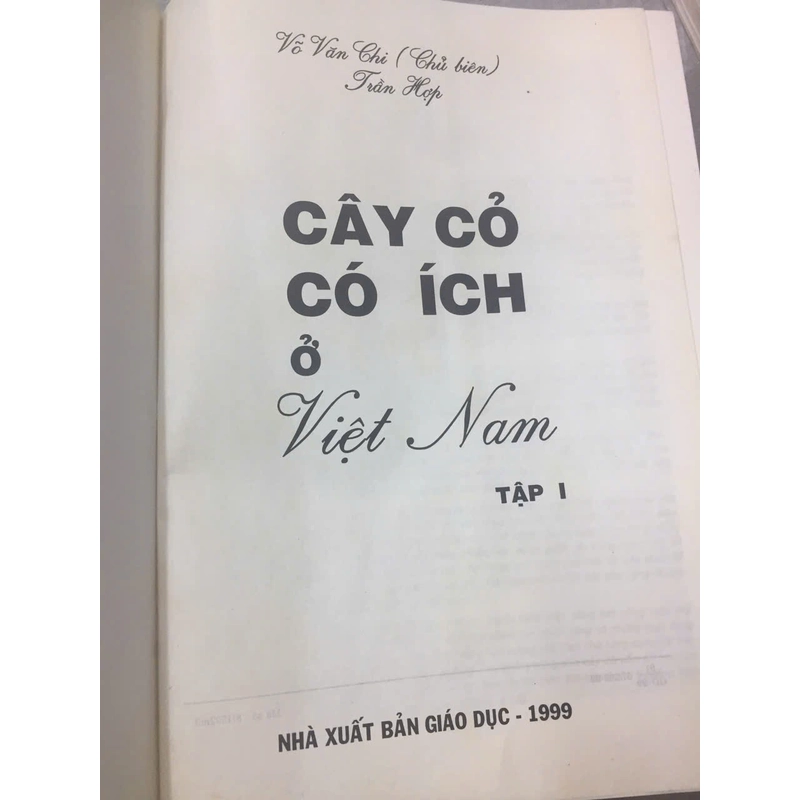 Võ Văn Chi (Chủ biên)
Trần Hợp
CÂY CỎ
CÓ ÍCH
Ở
Việt Nam
TẬP I
NHÀ XUẤT BẢN GIÁO DỤC - 1999